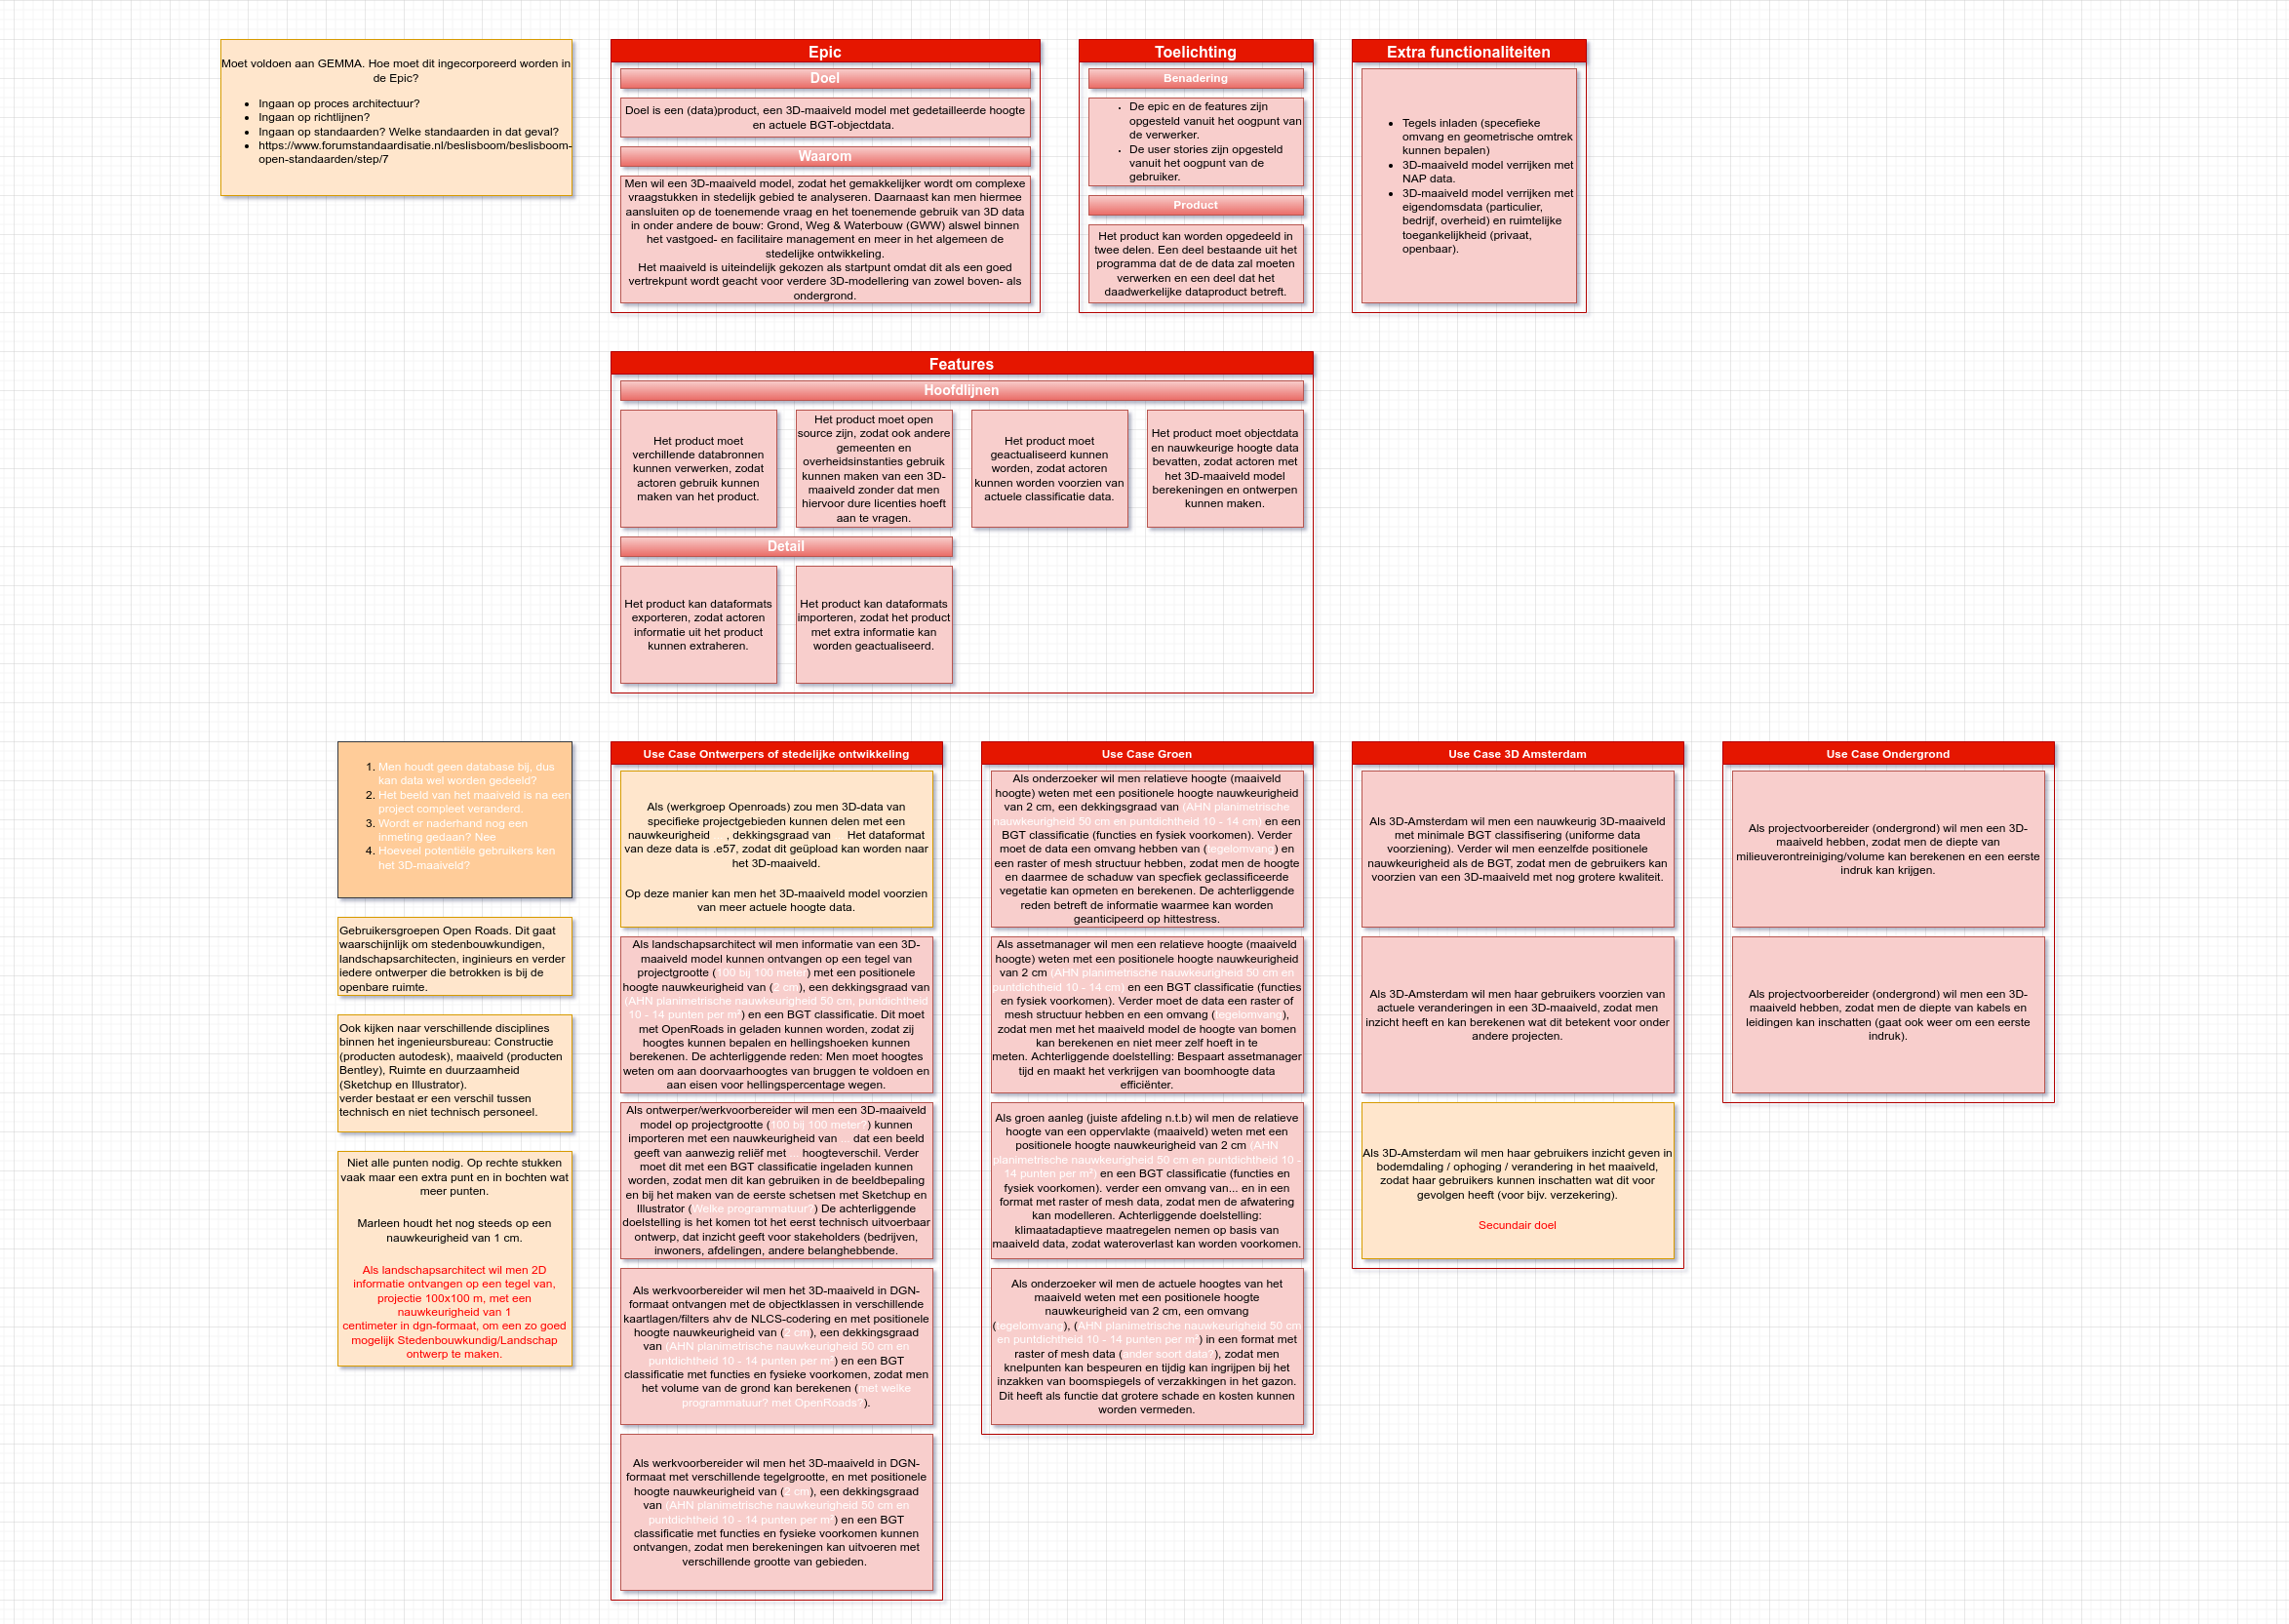 Moet voldoen aan GEMMA. Hoe moet dit ingecorporeerd worden in
de Epic?
Ingaan op proces architectuur?
Ingaan op richtlijnen?
Ingaan op standaarden? Welke standaarden in dat geval?
https://www.forumstandaardisatie.nl/beslisboom/beslisboom-
open-standaarden/step/7
Epic
Doel
Doel is een (data)product, een 3D-maaiveld model met gedetailleerde hoogte
en actuele BGT-objectdata.
Waarom
Men wil een 3D-maaiveld model, zodat het gemakkelijker wordt om complexe
vraagstukken in stedelijk gebied te analyseren. Daarnaast kan men hiermee
aansluiten op de toenemende vraag en het toenemende gebruik van 3D data
in onder andere de bouw: Grond, Weg & Waterbouw (GWW) alswel binnen
het vastgoed- en facilitaire management en meer in het algemeen de
stedelijke ontwikkeling.
Het maaiveld is uiteindelijk gekozen als startpunt omdat dit als een goed
vertrekpunt wordt geacht voor verdere 3D-modellering van zowel boven- als
ondergrond.
Toelichting
Benadering
De epic en de features zijn
opgesteld vanuit het oogpunt van
de verwerker.
De user stories zijn opgesteld
vanuit het oogpunt van de
gebruiker.
Product
Het product kan worden opgedeeld in
twee delen. Een deel bestaande uit het
programma dat de de data zal moeten
verwerken en een deel dat het
daadwerkelijke dataproduct betreft.
Extra functionaliteiten
Tegels inladen (specefieke
omvang en geometrische omtrek
kunnen bepalen)
3D-maaiveld model verrijken met
NAP data.
3D-maaiveld model verrijken met
eigendomsdata (particulier,
bedrijf, overheid) en ruimtelijke
toegankelijkheid (privaat,
openbaar).
Features
Hoofdlijnen
Het product moet
verchillende databronnen
kunnen verwerken, zodat
actoren gebruik kunnen
maken van het product.
Het product moet open
source zijn, zodat ook andere
gemeenten en
overheidsinstanties gebruik
kunnen maken van een 3D-
maaiveld zonder dat men
hiervoor dure licenties hoeft
aan te vragen.
Het product moet
geactualiseerd kunnen
worden, zodat actoren
kunnen worden voorzien van
actuele classificatie data.
Het product moet objectdata
en nauwkeurige hoogte data
bevatten, zodat actoren met
het 3D-maaiveld model
berekeningen en ontwerpen
kunnen maken.
Detail
Het product kan dataformats
exporteren, zodat actoren
informatie uit het product
kunnen extraheren.
Het product kan dataformats
importeren, zodat het product
met extra informatie kan
worden geactualiseerd.
1. Men houdt geen database bij, dus
kan data wel worden gedeeld?
2. Het beeld van het maaiveld is na een
project compleet veranderd.
3. Wordt er naderhand nog een
inmeting gedaan? Nee
4. Hoeveel potentiële gebruikers ken
het 3D-maaiveld?
Gebruikersgroepen Open Roads. Dit gaat
waarschijnlijk om stedenbouwkundigen,
landschapsarchitecten, inginieurs en verder
iedere ontwerper die betrokken is bij de
openbare ruimte.
Ook kijken naar verschillende disciplines
binnen het ingenieursbureau: Constructie
(producten autodesk), maaiveld (producten
Bentley), Ruimte en duurzaamheid
(Sketchup en Illustrator).
verder bestaat er een verschil tussen
technisch en niet technisch personeel.
Niet alle punten nodig. Op rechte stukken
vaak maar een extra punt en in bochten wat
meer punten.
Marleen houdt het nog steeds op een
nauwkeurigheid van 1 cm.
Als landschapsarchitect wil men 2D
informatie ontvangen op een tegel van,
projectie 100x100 m, met een
nauwkeurigheid van 1
centimeter in dgn-formaat, om een zo goed
mogelijk Stedenbouwkundig/Landschap
ontwerp te maken.
Use Case Ontwerpers of stedelijke ontwikkeling
Als (werkgroep Openroads) zou men 3D-data van
specifieke projectgebieden kunnen delen met een
nauwkeurigheid , dekkingsgraad van Het dataformat
van deze data is .e57, zodat dit geüpload kan worden naar
het 3D-maaiveld.
Op deze manier kan men het 3D-maaiveld model voorzien
van meer actuele hoogte data.
Als landschapsarchitect wil men informatie van een 3D-
maaiveld model kunnen ontvangen op een tegel van
projectgrootte (100 bij 100 meter) met een positionele
hoogte nauwkeurigheid van (2 cm), een dekkingsgraad van
(AHN planimetrische nauwkeurigheid 50 cm, puntdichtheid
10 - 14 punten per m²) en een BGT classificatie. Dit moet
met OpenRoads in geladen kunnen worden, zodat zij
hoogtes kunnen bepalen en hellingshoeken kunnen
berekenen. De achterliggende reden: Men moet hoogtes
weten om aan doorvaarhoogtes van bruggen te voldoen en
aan eisen voor hellingspercentage wegen.
Als ontwerper/werkvoorbereider wil men een 3D-maaiveld
model op projectgrootte (100 bij 100 meter?) kunnen
importeren met een nauwkeurigheid van ... dat een beeld
geeft van aanwezig reliëf met hoogteverschil. Verder
moet dit met een BGT classificatie ingeladen kunnen
worden, zodat men dit kan gebruiken in de beeldbepaling
en bij het maken van de eerste schetsen met Sketchup en
Illustrator (Welke programmatuur?) De achterliggende
doelstelling is het komen tot het eerst technisch uitvoerbaar
ontwerp, dat inzicht geeft voor stakeholders (bedrijven,
inwoners, afdelingen, andere belanghebbende.
Als werkvoorbereider wil men het 3D-maaiveld in DGN-
formaat ontvangen met de objectklassen in verschillende
kaartlagen/filters ahv de NLCS-codering en met positionele
hoogte nauwkeurigheid van (2 cm), een dekkingsgraad
van (AHN planimetrische nauwkeurigheid 50 cm en
puntdichtheid 10 - 14 punten per m²) en een BGT
classificatie met functies en fysieke voorkomen, zodat men
het volume van de grond kan berekenen (met welke
programmatuur? met OpenRoads?).
Als werkvoorbereider wil men het 3D-maaiveld in DGN-
formaat met verschillende tegelgrootte, en met positionele
hoogte nauwkeurigheid van (2 cm), een dekkingsgraad
van (AHN planimetrische nauwkeurigheid 50 cm en
puntdichtheid 10 - 14 punten per m²) en een BGT
classificatie met functies en fysieke voorkomen kunnen
ontvangen, zodat men berekeningen kan uitvoeren met
verschillende grootte van gebieden.
Use Case Groen
Als onderzoeker wil men relatieve hoogte (maaiveld
hoogte) weten met een positionele hoogte nauwkeurigheid
van 2 cm, een dekkingsgraad van (AHN planimetrische
nauwkeurigheid 50 cm en puntdichtheid 10 - 14 cm) en een
BGT classificatie (functies en fysiek voorkomen). Verder
moet de data een omvang hebben van (tegelomvang) en
een raster of mesh structuur hebben, zodat men de hoogte
en daarmee de schaduw van specfiek geclassificeerde
vegetatie kan opmeten en berekenen. De achterliggende
reden betreft de informatie waarmee kan worden
geanticipeerd op hittestress.
Als assetmanager wil men een relatieve hoogte (maaiveld
hoogte) weten met een positionele hoogte nauwkeurigheid
van 2 cm (AHN planimetrische nauwkeurigheid 50 cm en
puntdichtheid 10 - 14 cm) en een BGT classificatie (functies
en fysiek voorkomen). Verder moet de data een raster of
mesh structuur hebben en een omvang (tegelomvang),
zodat men met het maaiveld model de hoogte van bomen
kan berekenen en niet meer zelf hoeft in te
meten. Achterliggende doelstelling: Bespaart assetmanager
tijd en maakt het verkrijgen van boomhoogte data
efficiënter.
Als groen aanleg (juiste afdeling n.t.b) wil men de relatieve
hoogte van een oppervlakte (maaiveld) weten met een
positionele hoogte nauwkeurigheid van 2 cm (AHN
planimetrische nauwkeurigheid 50 cm en puntdichtheid 10 -
14 punten per m²) en een BGT classificatie (functies en
fysiek voorkomen). verder een omvang van... en in een
format met raster of mesh data, zodat men de afwatering
kan modelleren. Achterliggende doelstelling:
klimaatadaptieve maatregelen nemen op basis van
maaiveld data, zodat wateroverlast kan worden voorkomen.
Als onderzoeker wil men de actuele hoogtes van het
maaiveld weten met een positionele hoogte
nauwkeurigheid van 2 cm, een omvang
(tegelomvang), (AHN planimetrische nauwkeurigheid 50 cm
en puntdichtheid 10 - 14 punten per m²) in een format met
raster of mesh data (ander soort data?), zodat men
knelpunten kan bespeuren en tijdig kan ingrijpen bij het
inzakken van boomspiegels of verzakkingen in het gazon.
Dit heeft als functie dat grotere schade en kosten kunnen
worden vermeden.
Use Case 3D Amsterdam
Als 3D-Amsterdam wil men een nauwkeurig 3D-maaiveld
met minimale BGT classifisering (uniforme data
voorziening). Verder wil men eenzelfde positionele
nauwkeurigheid als de BGT, zodat men de gebruikers kan
voorzien van een 3D-maaiveld met nog grotere kwaliteit.
Als 3D-Amsterdam wil men haar gebruikers voorzien van
actuele veranderingen in een 3D-maaiveld, zodat men
inzicht heeft en kan berekenen wat dit betekent voor onder
andere projecten.
Als 3D-Amsterdam wil men haar gebruikers inzicht geven in
bodemdaling / ophoging / verandering in het maaiveld,
zodat haar gebruikers kunnen inschatten wat dit voor
gevolgen heeft (voor bijv. verzekering).
Secundair doel
Use Case Ondergrond
Als projectvoorbereider (ondergrond) wil men een 3D-
maaiveld hebben, zodat men de diepte van
milieuverontreiniging/volume kan berekenen en een eerste
indruk kan krijgen.
Als projectvoorbereider (ondergrond) wil men een 3D-
maaiveld hebben, zodat men de diepte van kabels en
leidingen kan inschatten (gaat ook weer om een eerste
indruk).